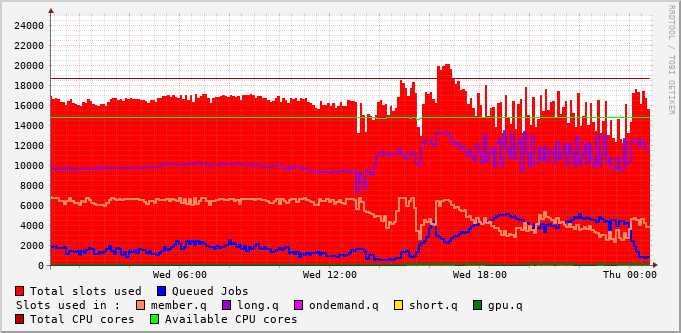 RRDTOOL / TOBI OETIKER
24000
22000
20000
18000
16000
14000
12000
10000
8000
6000
4000
2000
0
Wed 06:00 Wed 12:00 Wed 18:00 Thu 00:00
Total slots used Queued Jobs
Slots used in : member.q long.q ondemand.q short.q gpu.q
Total CPU cores Available CPU cores